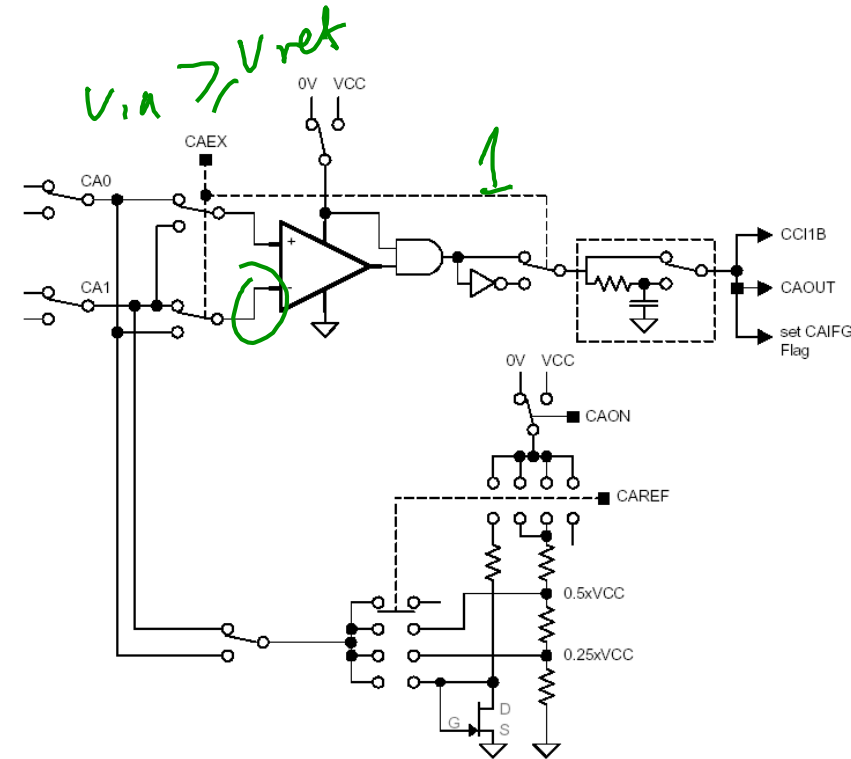 Vin ≥ Vref
0V VCC
CAEX
1
CA0
+
CCI1B
CA1
-
CAOUT
set CAIFG
Flag
0V VCC
CAON
CAREF
0.5xVCC
0.25xVCC
D
G
S